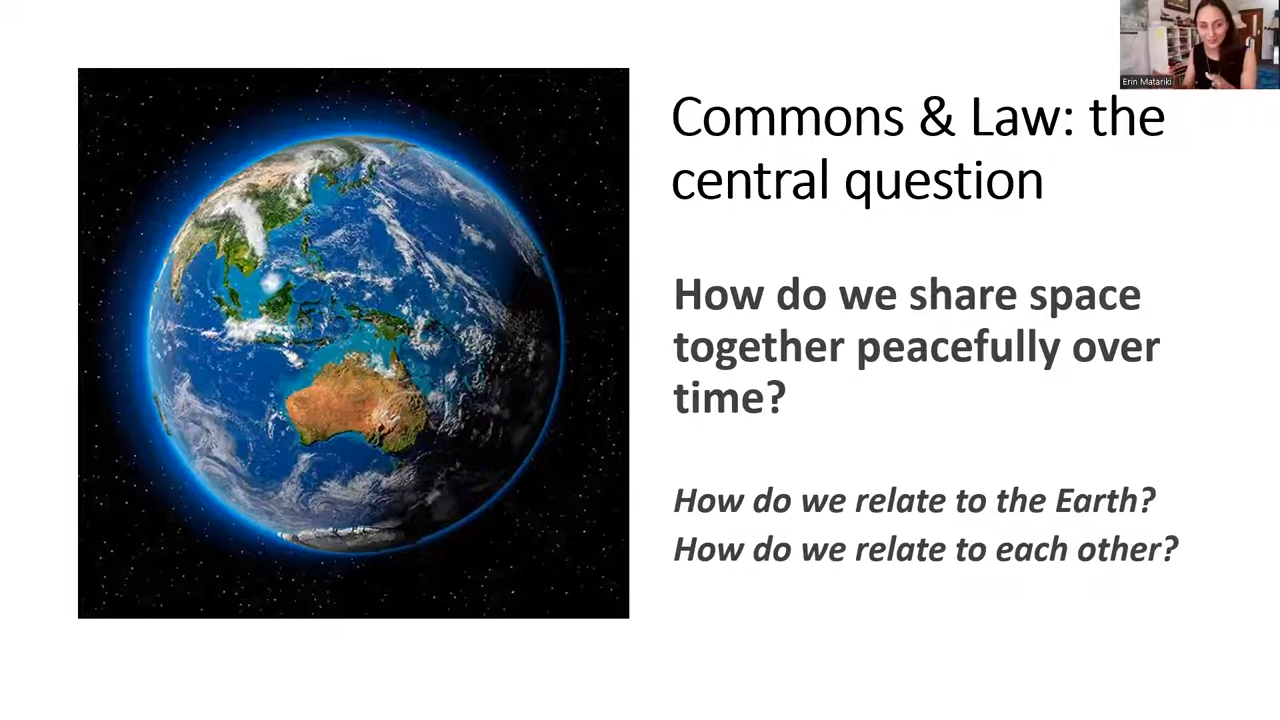 Erin Matariki
Commons & Law: the
central question
How do we share space
together peacefully over
time?
How do we relate to the Earth?
How do we relate to each other?